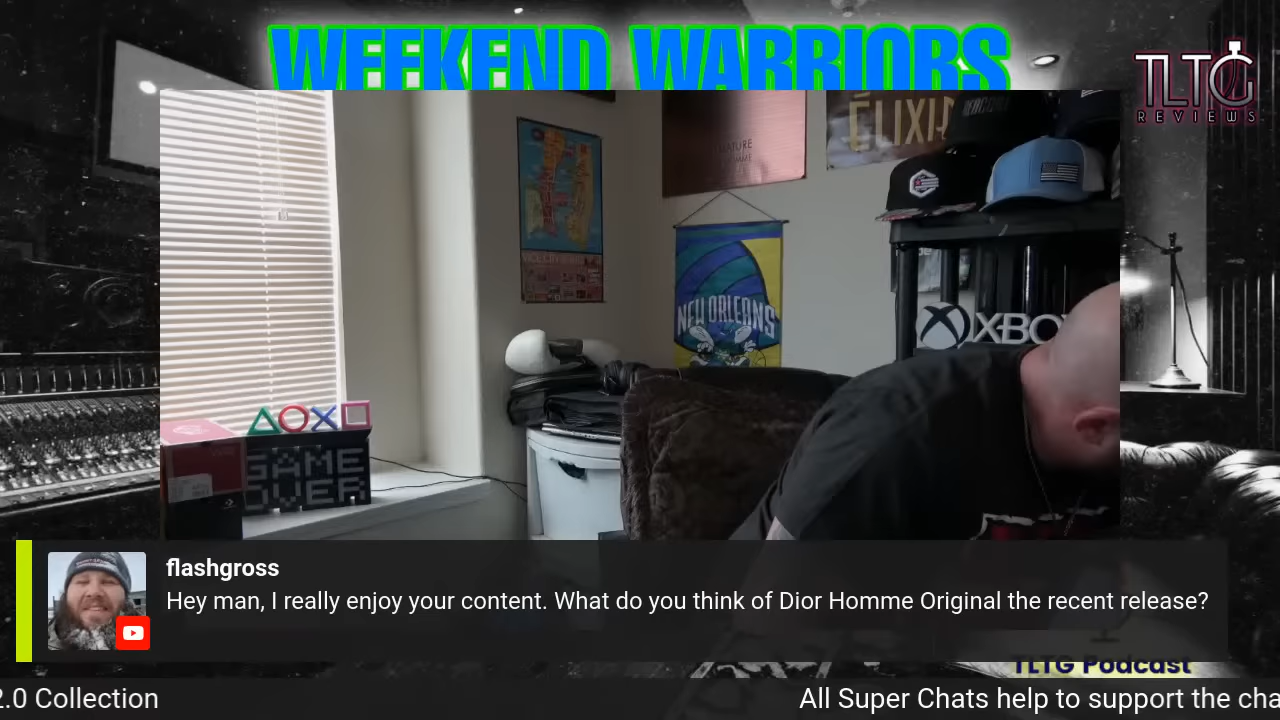 WEEKEND WARRIORS
TLTG
REVIEWS
ÉLIXI
NEW ORLEANS
XBO
GAME
OVER
flashgross
Hey man, I really enjoy your content. What do you think of Dior Homme Original the recent release?
TLTG Podcast
2.0 Collection
All Super Chats help to support the cha